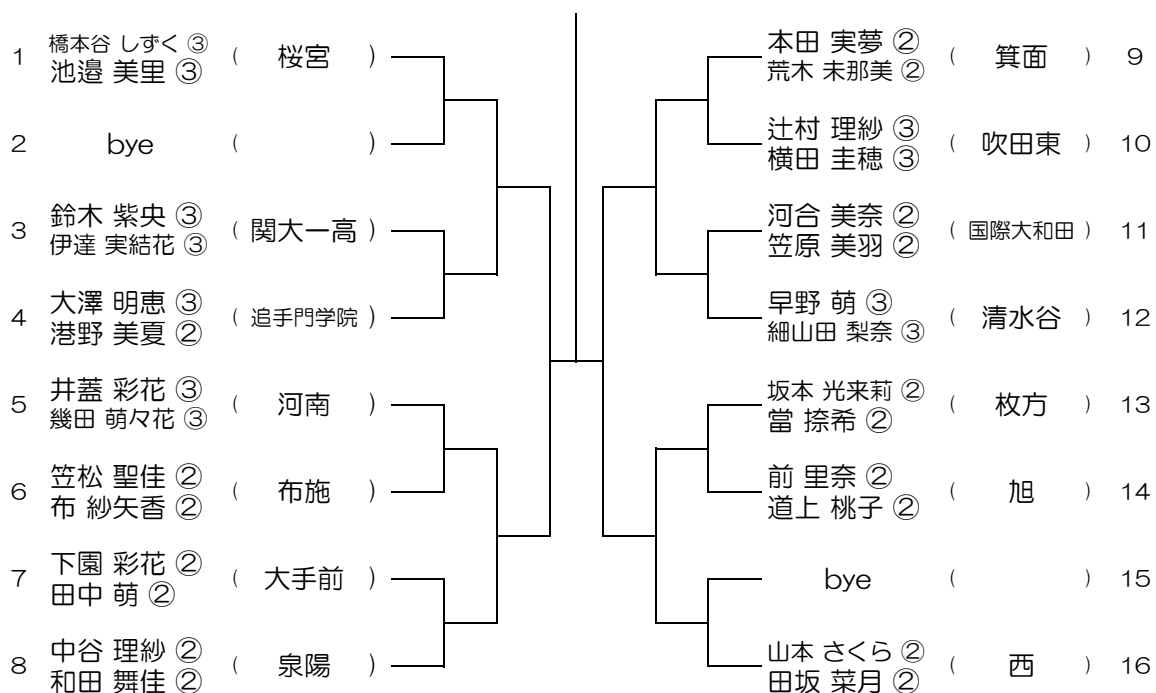 1 橋本谷 しずく ③ ( 桜宮 )
池邉 美里 ③
2 bye ( )
3 鈴木 紫央 ③ ( 関大一高 )
伊達 実結花 ③
4 大澤 明恵 ③ ( 追手門学院 )
港野 美夏 ②
5 井蓋 彩花 ③ ( 河南 )
幾田 萌々花 ③
6 笠松 聖佳 ② ( 布施 )
布 紗矢香 ②
7 下園 彩花 ② ( 大手前 )
田中 萌 ②
8 中谷 理紗 ② ( 泉陽 )
和田 舞佳 ②
本田 実夢 ② ( 箕面 ) 9
荒木 未那美 ②
辻村 理紗 ③ ( 吹田東 ) 10
横田 圭穂 ③
河合 美奈 ② ( 国際大和田 ) 11
笠原 美羽 ②
早野 萌 ③ ( 清水谷 ) 12
細山田 梨奈 ③
坂本 光来莉 ② ( 枚方 ) 13
當 捺希 ②
前 里奈 ② ( 旭 ) 14
道上 桃子 ②
bye ( ) 15
山本 さくら ② ( 西 ) 16
田坂 菜月 ②